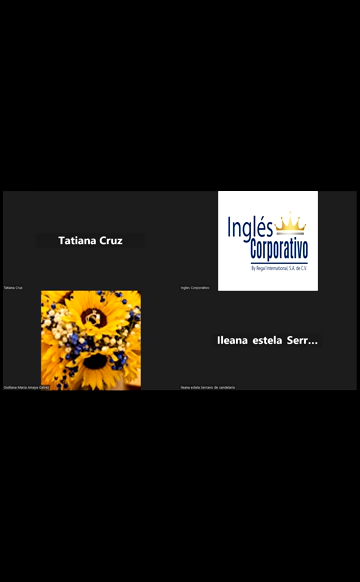 Tatiana Cruz
Inglés
Corporativo
By Regal International, S.A. de C.V.
Tatiana Cruz
Ingles Corporativo
Ileana estela Serr...
Ileana estela Serrano de candelario